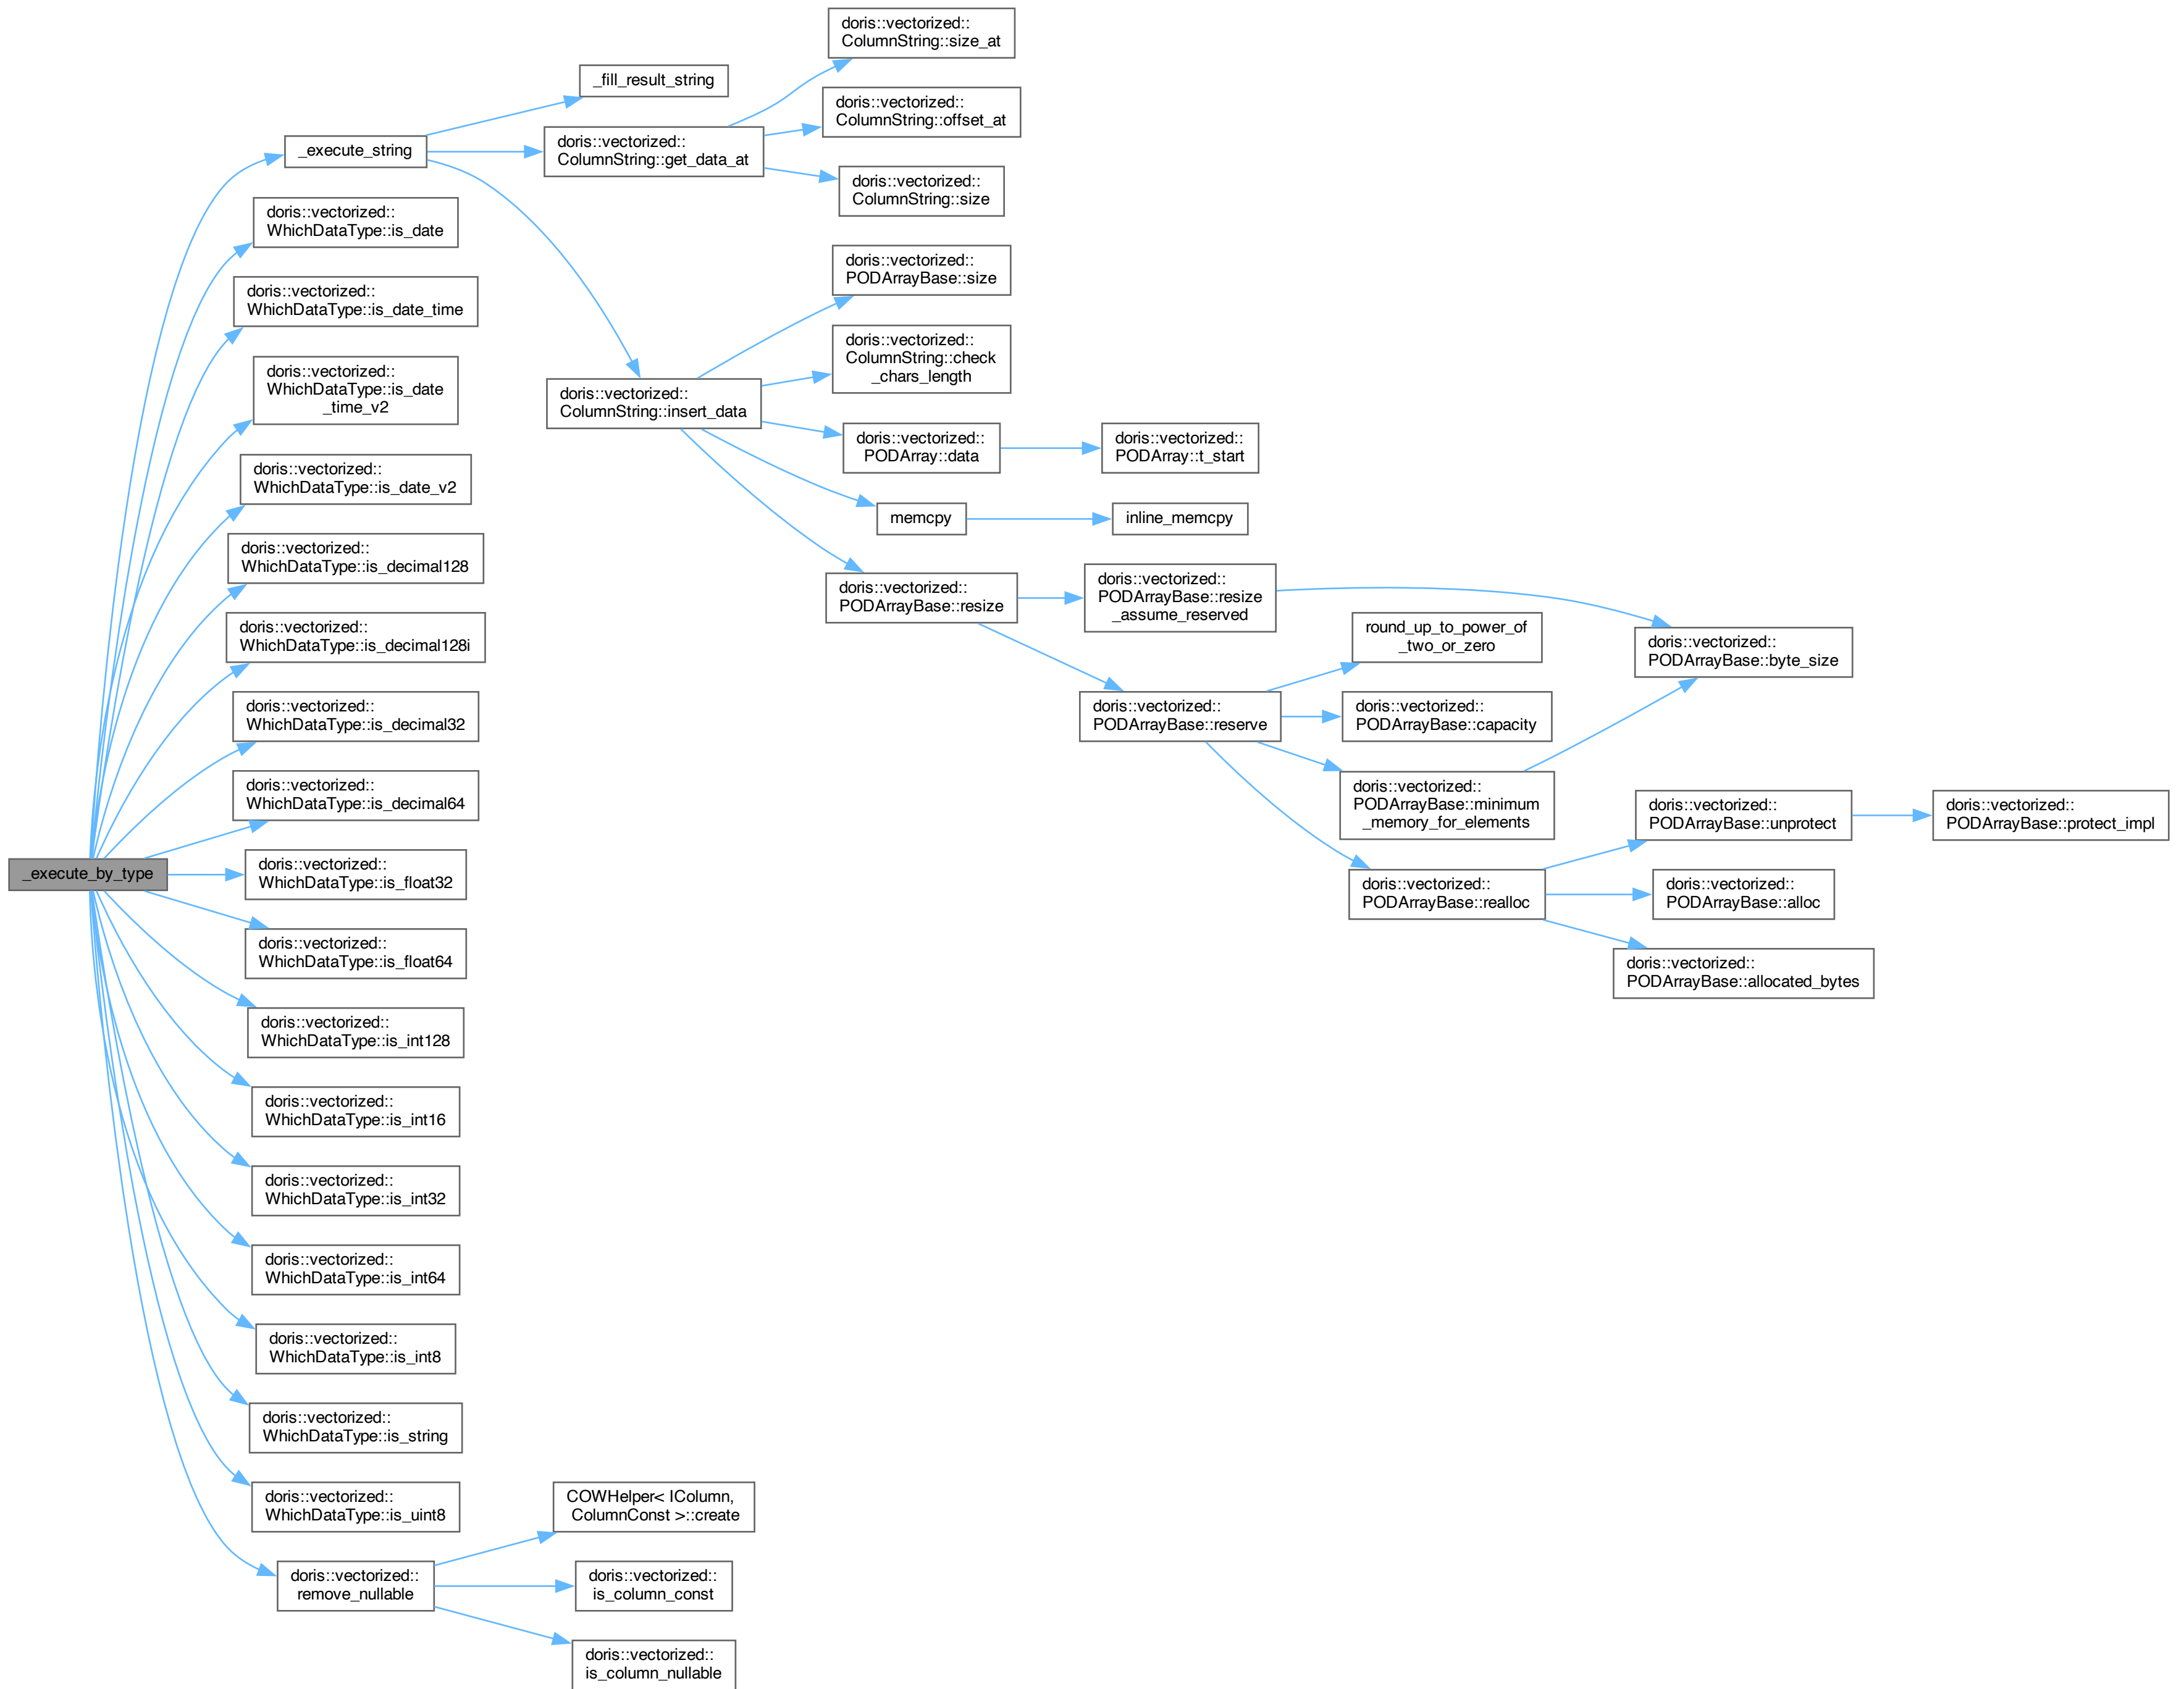 _execute_by_type
_execute_string
doris::vectorized::
WhichDataType::is_date
doris::vectorized::
WhichDataType::is_date_time
doris::vectorized::
WhichDataType::is_date
_time_v2
doris::vectorized::
WhichDataType::is_date_v2
doris::vectorized::
WhichDataType::is_decimal128
doris::vectorized::
WhichDataType::is_decimal128i
doris::vectorized::
WhichDataType::is_decimal32
doris::vectorized::
WhichDataType::is_decimal64
doris::vectorized::
WhichDataType::is_float32
doris::vectorized::
WhichDataType::is_float64
doris::vectorized::
WhichDataType::is_int128
doris::vectorized::
WhichDataType::is_int16
doris::vectorized::
WhichDataType::is_int32
doris::vectorized::
WhichDataType::is_int64
doris::vectorized::
WhichDataType::is_int8
doris::vectorized::
WhichDataType::is_string
doris::vectorized::
WhichDataType::is_uint8
doris::vectorized::
remove_nullable
_fill_result_string
doris::vectorized::
ColumnString::get_data_at
doris::vectorized::
ColumnString::insert_data
COWHelper< IColumn,
ColumnConst >::create
doris::vectorized::
is_column_const
doris::vectorized::
is_column_nullable
doris::vectorized::
ColumnString::size_at
doris::vectorized::
ColumnString::offset_at
doris::vectorized::
ColumnString::size
doris::vectorized::
PODArrayBase::size
doris::vectorized::
ColumnString::check
_chars_length
doris::vectorized::
PODArray::data
memcpy
doris::vectorized::
PODArrayBase::resize
doris::vectorized::
PODArray::t_start
inline_memcpy
doris::vectorized::
PODArrayBase::resize
_assume_reserved
doris::vectorized::
PODArrayBase::reserve
round_up_to_power_of
_two_or_zero
doris::vectorized::
PODArrayBase::capacity
doris::vectorized::
PODArrayBase::minimum
_memory_for_elements
doris::vectorized::
PODArrayBase::realloc
doris::vectorized::
PODArrayBase::byte_size
doris::vectorized::
PODArrayBase::unprotect
doris::vectorized::
PODArrayBase::alloc
doris::vectorized::
PODArrayBase::allocated_bytes
doris::vectorized::
PODArrayBase::protect_impl